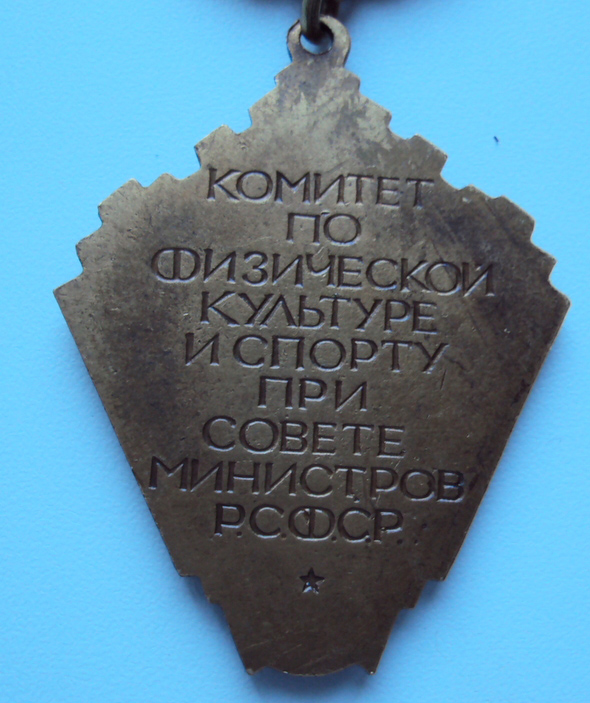 КОМИТЕТ
ПО
ФИЗИЧЕСКОЙ
КУЛЬТУРЕ
И СПОРТУ
ПРИ
СОВЕТЕ
МИНИСТРОВ
Р.С.Ф.С.Р.